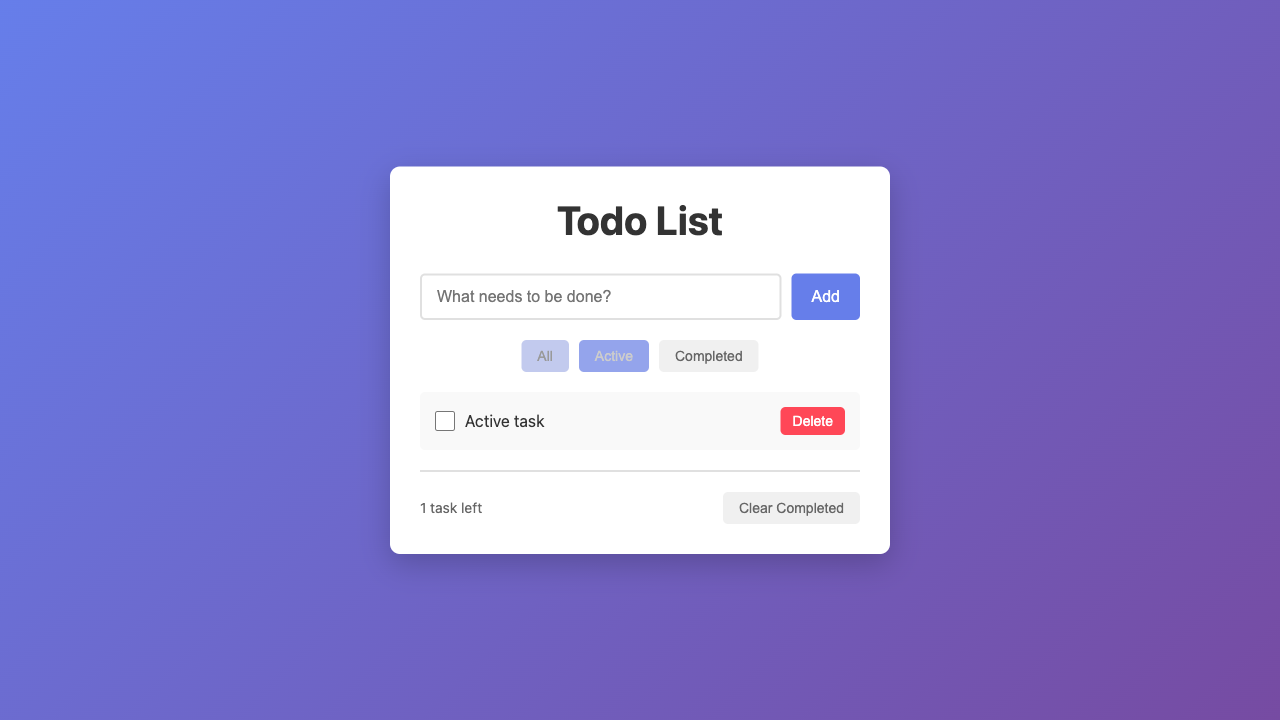 Todo List
What needs to be done?
Add
All
Active
Completed
Active task
Delete
1 task left
Clear Completed